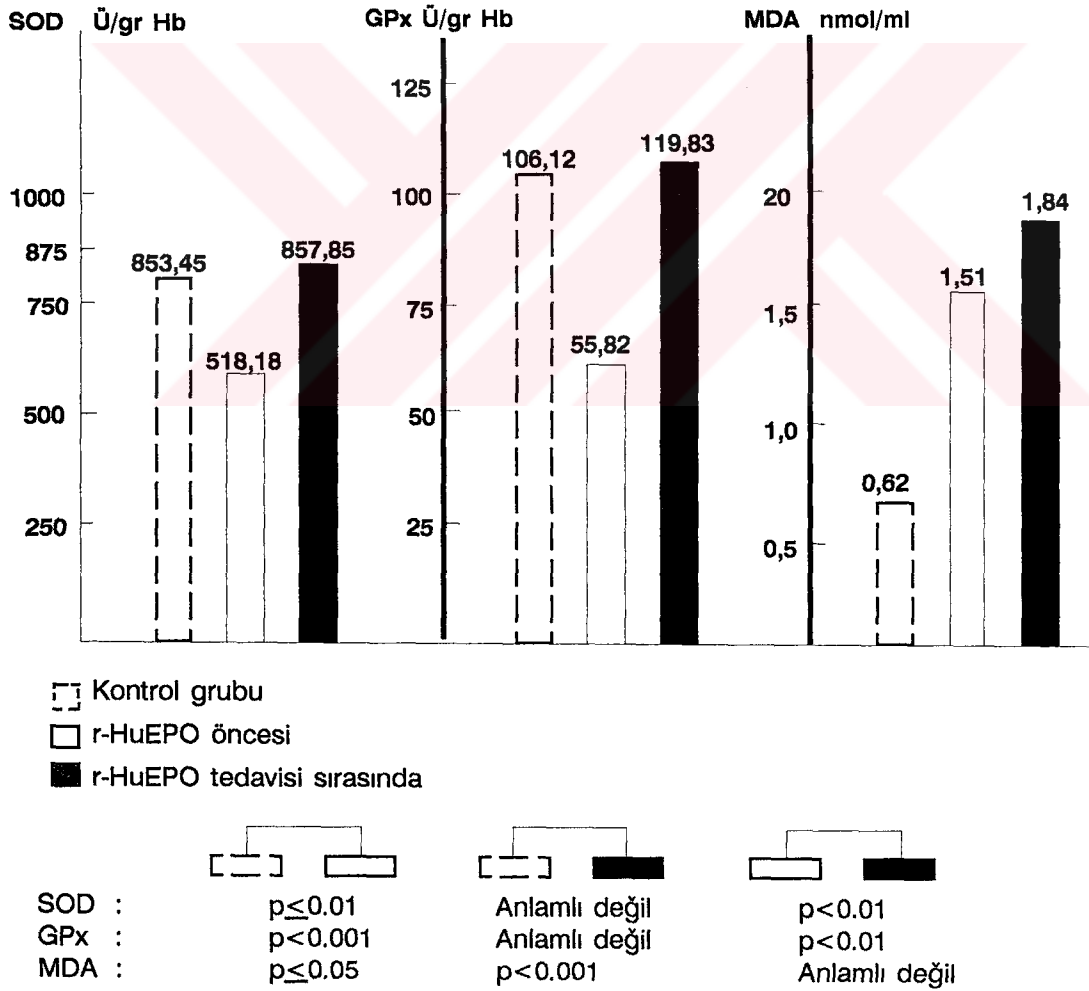 SOD Ü/gr Hb
GPx Ü/gr Hb
MDA nmol/ml
1000
875
750
500
250
853,45
518,18
857,85
125
100
75
50
25
106,12
55,82
119,83
20
1,5
1,0
0,5
0,62
1,51
1,84
Kontrol grubu
r-HuEPO öncesi
r-HuEPO tedavisi sırasında
SOD : p≤0.01 Anlamlı değil p<0.01
GPx : p<0.001 Anlamlı değil p<0.01
MDA : p≤0.05 p<0.001 Anlamlı değil